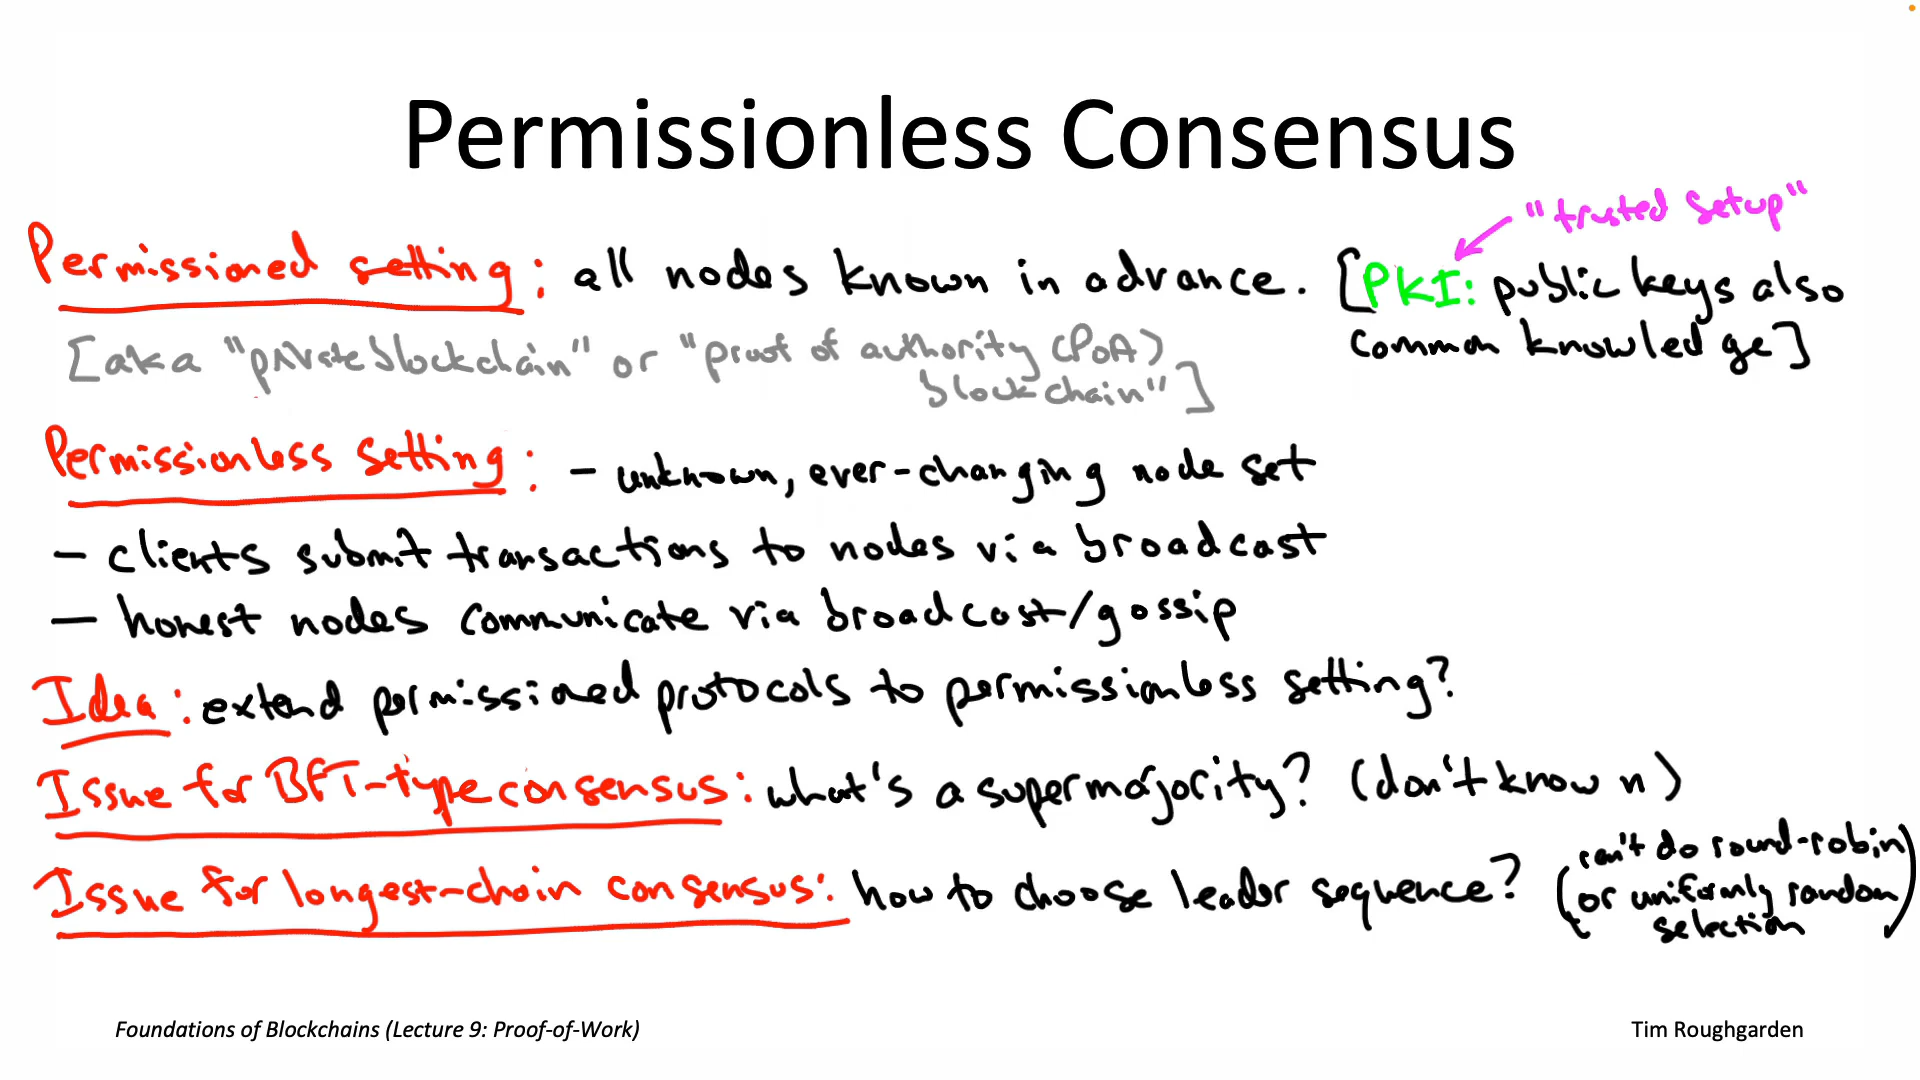 Permissionless Consensus
"trusted setup"
Permissioned setting: all nodes known in advance. [PKI: public keys also
common knowledge]
[aka "private blockchain" or "proof of authority (PoA)
blockchain"]
Permissionless setting: - unknown, ever-changing node set
- clients submit transactions to nodes via broadcast
- honest nodes communicate via broadcast/gossip
Idea: extend permissioned protocols to permissionless setting?
Issue for BFT-type consensus: what's a supermajority? (don't know n)
Issue for longest-chain consensus: how to choose leader sequence? (can't do round-robin
or uniformly random
selection)
Foundations of Blockchains (Lecture 9: Proof-of-Work)
Tim Roughgarden